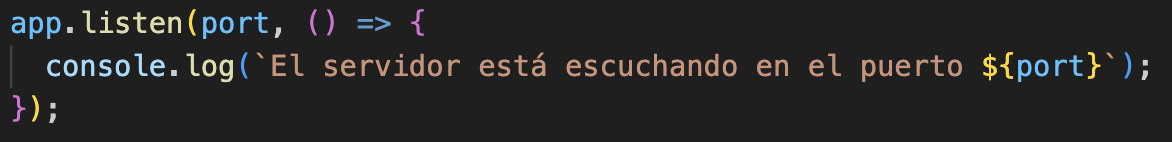 app.listen(port, () => {
  console.log(`El servidor está escuchando en el puerto ${port}`);
});